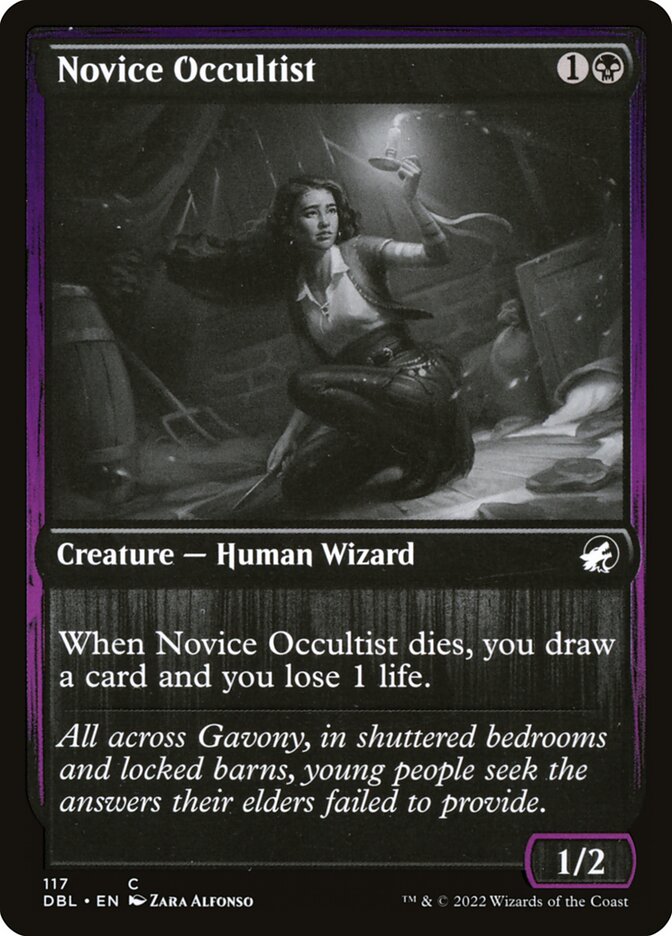 Novice Occultist
1
Creature — Human Wizard
When Novice Occultist dies, you draw
a card and you lose 1 life.
All across Gavony, in shuttered bedrooms
and locked barns, young people seek the
answers their elders failed to provide.
1/2
117 C
DBL • EN Zara Alfonso
™ & © 2022 Wizards of the Coast